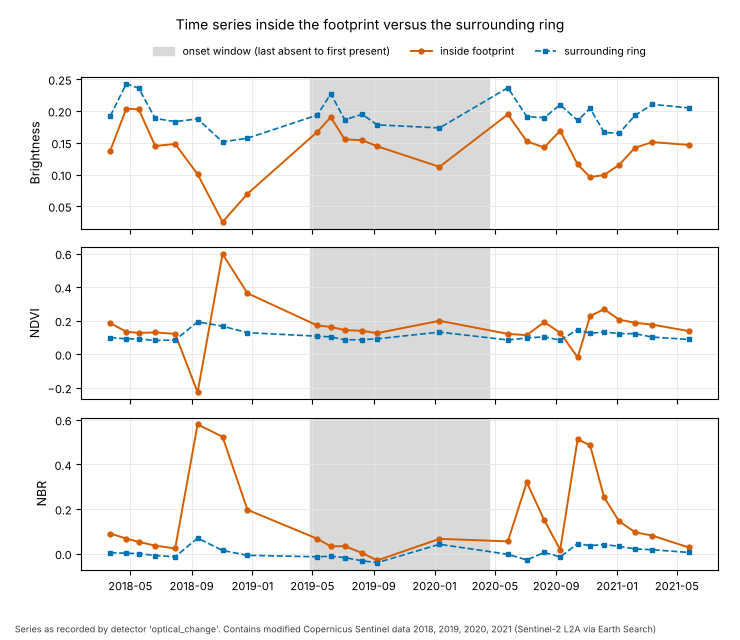 Time series inside the footprint versus the surrounding ring
onset window (last absent to first present) inside footprint surrounding ring
Brightness
0.25
0.20
0.15
0.10
0.05
NDVI
0.6
0.4
0.2
0.0
−0.2
NBR
0.6
0.4
0.2
0.0
2018-05 2018-09 2019-01 2019-05 2019-09 2020-01 2020-05 2020-09 2021-01 2021-05
Series as recorded by detector 'optical_change'. Contains modified Copernicus Sentinel data 2018, 2019, 2020, 2021 (Sentinel-2 L2A via Earth Search)